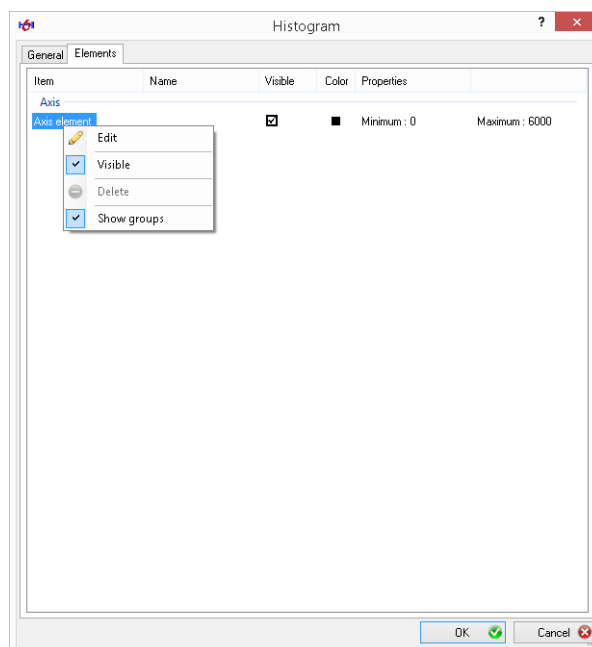 Histogram
?
General Elements
Item Name Visible Color Properties
Axis
Axis element Minimum : 0 Maximum : 6000
Edit
Visible
Delete
Show groups
OK Cancel